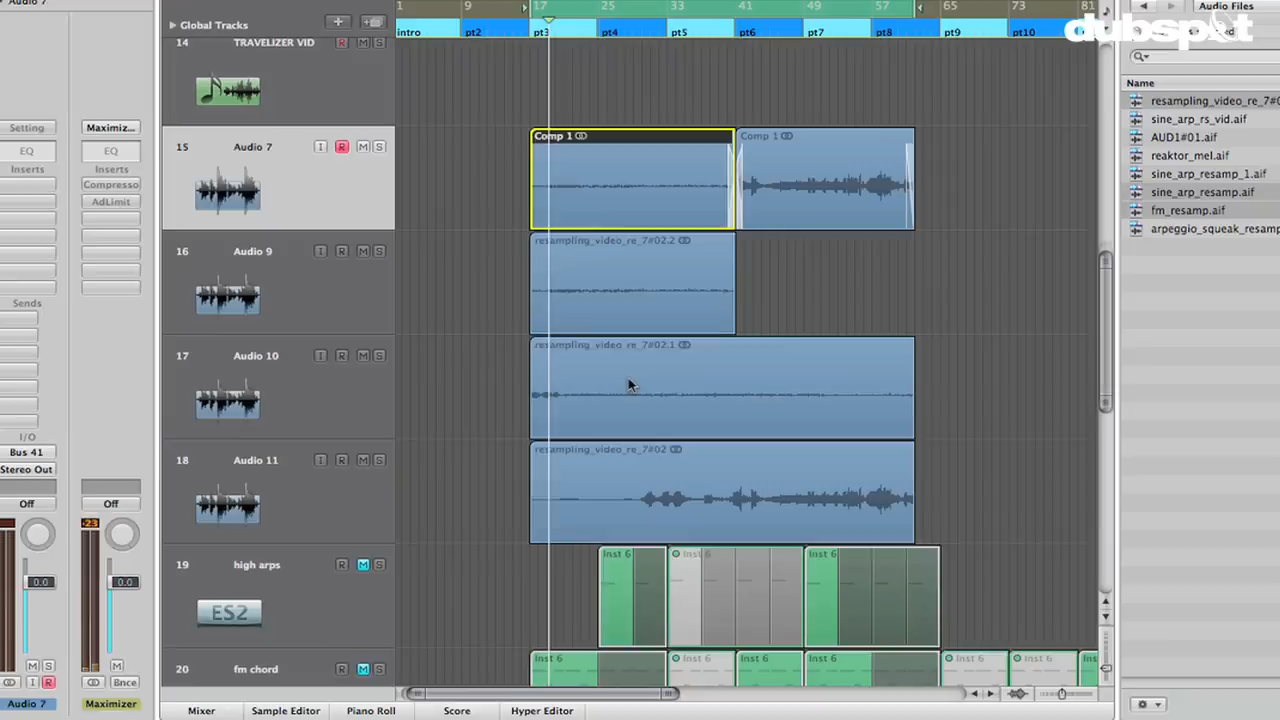 Audio 7
1 9 17 25 33 41 49 57 65 73 81
Global Tracks
intro pt2 pt3 pt4 pt5 pt6 pt7 pt8 pt9 pt10
Audio Files
dubspot
Name
resampling_video_re_7#0
sine_arp_rs_vid.aif
AUD1#01.aif
reaktor_mel.aif
sine_arp_resamp_1.aif
sine_arp_resamp.aif
fm_resamp.aif
arpeggio_squeak_resamp
14 TRAVELIZER VID R M S
15 Audio 7 I R M S
Comp 1 Comp 1
16 Audio 9 I R M S
resampling_video_re_7#02.2
17 Audio 10 I R M S
resampling_video_re_7#02.1
18 Audio 11 I R M S
resampling_video_re_7#02
19 high arps R M S
Inst 6 Inst 6 Inst 6
ES2
20 fm chord R M S
Inst 6 Inst 6 Inst 6 Inst 6 Inst 6 Inst 6 Inst
Setting Maximiz...
EQ EQ
Inserts Inserts
Compresso
AdLimit
Sends
I/O
Bus 41
Stereo Out
Off Off
-23
0.0 0.0
M S M
I R Bnce
Audio 7 Maximizer
Mixer Sample Editor Piano Roll Score Hyper Editor